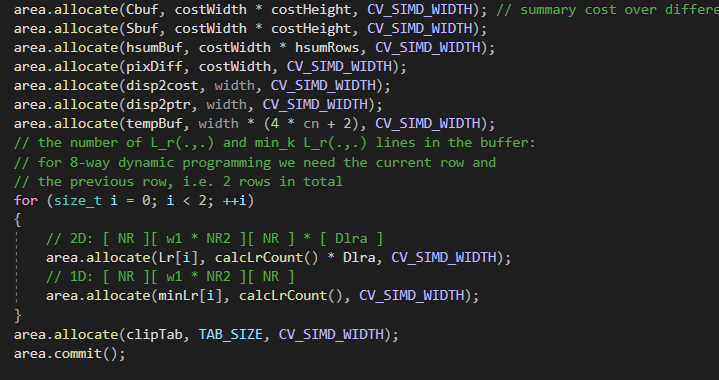 area.allocate(Cbuf, costWidth * costHeight, CV_SIMD_WIDTH); // summary cost over differe
area.allocate(Sbuf, costWidth * costHeight, CV_SIMD_WIDTH);
area.allocate(hsumBuf, costWidth * hsumRows, CV_SIMD_WIDTH);
area.allocate(pixDiff, costWidth, CV_SIMD_WIDTH);
area.allocate(disp2cost, width, CV_SIMD_WIDTH);
area.allocate(disp2ptr, width, CV_SIMD_WIDTH);
area.allocate(tempBuf, width * (4 * cn + 2), CV_SIMD_WIDTH);
// the number of L_r(.,.) and min_k L_r(.,.) lines in the buffer:
// for 8-way dynamic programming we need the current row and
// the previous row, i.e. 2 rows in total
for (size_t i = 0; i < 2; ++i)
{
    // 2D: [ NR ][ w1 * NR2 ][ NR ] * [ Dlra ]
    area.allocate(Lr[i], calcLrCount() * Dlra, CV_SIMD_WIDTH);
    // 1D: [ NR ][ w1 * NR2 ][ NR ]
    area.allocate(minLr[i], calcLrCount(), CV_SIMD_WIDTH);
}
area.allocate(clipTab, TAB_SIZE, CV_SIMD_WIDTH);
area.commit();